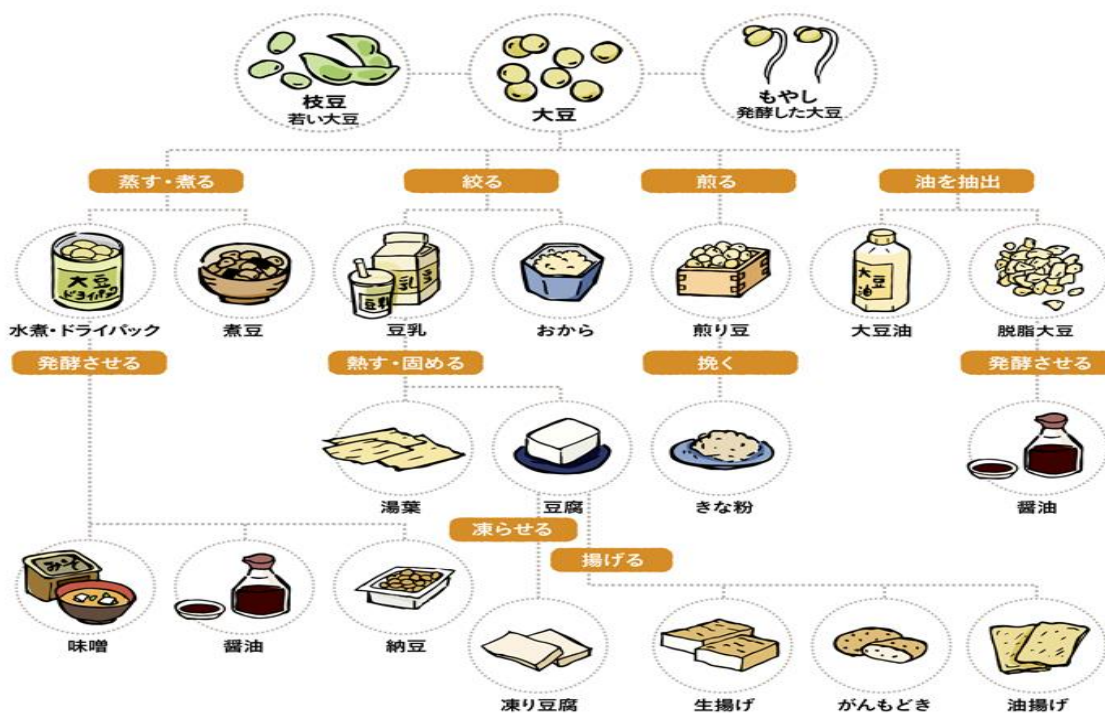 枝豆
若い大豆
大豆
もやし
発酵した大豆
蒸す・煮る
絞る
煎る
油を抽出
大豆
ドライパック
豆乳
乳
大豆油
水煮・ドライパック
煮豆
豆乳
おから
煎り豆
大豆油
脱脂大豆
発酵させる
熱す・固める
挽く
発酵させる
湯葉
豆腐
きな粉
醤油
凍らせる
揚げる
みそ
味噌
醤油
納豆
凍り豆腐
生揚げ
がんもどき
油揚げ